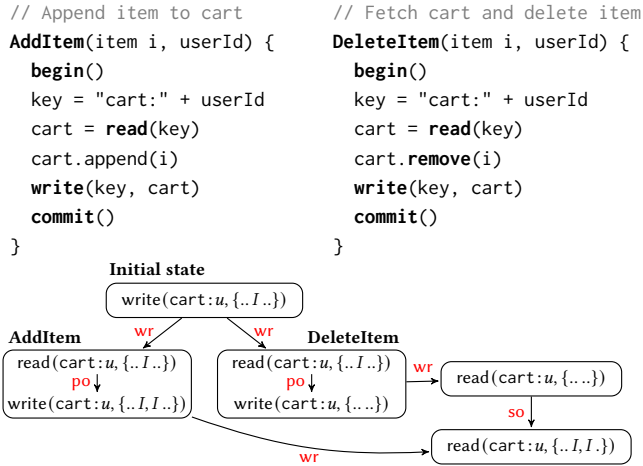 // Append item to cart
AddItem(item i, userId) {
begin()
key = "cart:" + userId
cart = read(key)
cart.append(i)
write(key, cart)
commit()
}
// Fetch cart and delete item
DeleteItem(item i, userId) {
begin()
key = "cart:" + userId
cart = read(key)
cart.remove(i)
write(key, cart)
commit()
}
Initial state
write(cart:u, {.. I ..})
wr
wr
AddItem
read(cart:u, {.. I ..})
po
write(cart:u, {.. I, I ..})
DeleteItem
read(cart:u, {.. I ..})
po
write(cart:u, {.. ..})
wr
read(cart:u, {.. ..})
so
wr
read(cart:u, {.. I, I .})